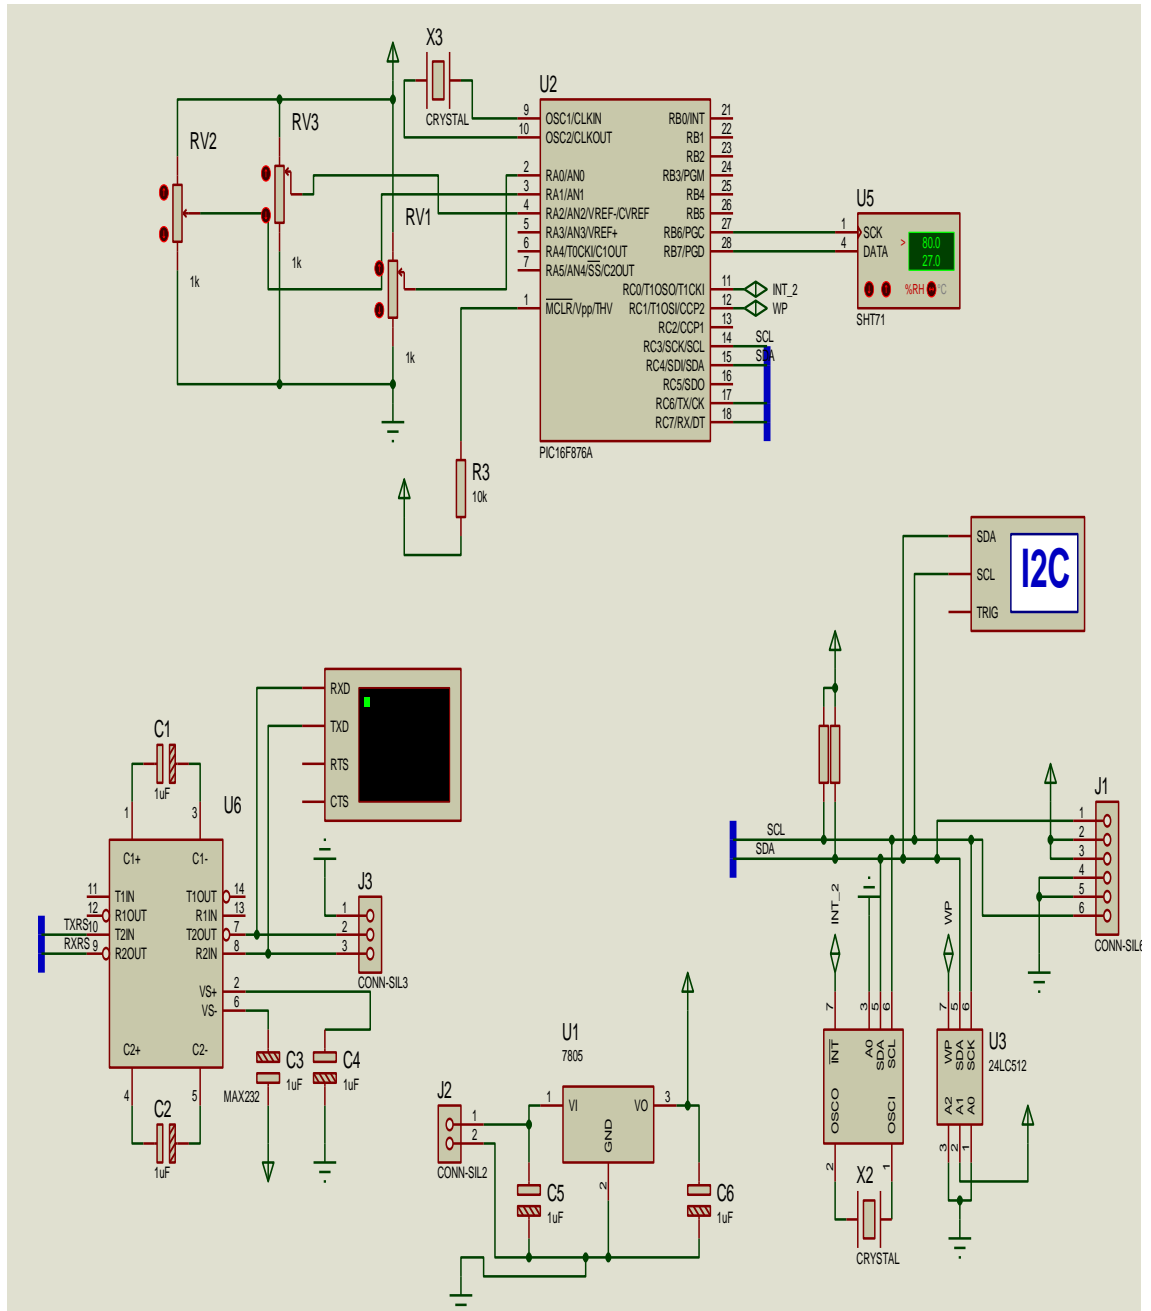 X3
CRYSTAL
U2
9 OSC1/CLKIN
10 OSC2/CLKOUT
2 RA0/AN0
3 RA1/AN1
4 RA2/AN2/VREF-/CVREF
5 RA3/AN3/VREF+
6 RA4/T0CKI/C1OUT
7 RA5/AN4/SS/C2OUT
1 MCLR/Vpp/THV
RB0/INT 21
RB1 22
RB2 23
RB3/PGM 24
RB4 25
RB5 26
RB6/PGC 27
RB7/PGD 28
RC0/T1OSO/T1CKI 11
RC1/T1OSI/CCP2 12
RC2/CCP1 13
RC3/SCK/SCL 14
RC4/SDI/SDA 15
RC5/SDO 16
RC6/TX/CK 17
RC7/RX/DT 18
PIC16F876A
INT_2
WP
SCL
SDA
RV2
1k
RV3
1k
RV1
1k
R3
10k
U5
1 SCK
4 DATA
> 80.0
27.0
%RH °C
SHT71
SDA
SCL
TRIG
I2C
RXD
TXD
RTS
CTS
C1
1uF
1 3
U6
C1+ C1-
11 T1IN
12 R1OUT
TXRS 10 T2IN
RXRS 9 R2OUT
T1OUT 14
R1IN 13
T2OUT 7
R2IN 8
VS+ 2
VS- 6
C2+ C2-
4 5
MAX232
C2
1uF
J3
1
2
3
CONN-SIL3
C3
1uF
C4
1uF
U1
7805
1 VI
VO 3
GND
2
J2
1
2
CONN-SIL2
C5
1uF
C6
1uF
SCL
SDA
J1
1
2
3
4
5
6
CONN-SIL6
INT_2
WP
7 3 5 6
INT A0 SDA SCL
OSCO OSCI
2 1
X2
CRYSTAL
7 5 6
WP SDA SCK
U3
24LC512
A2 A1 A0
3 2 1